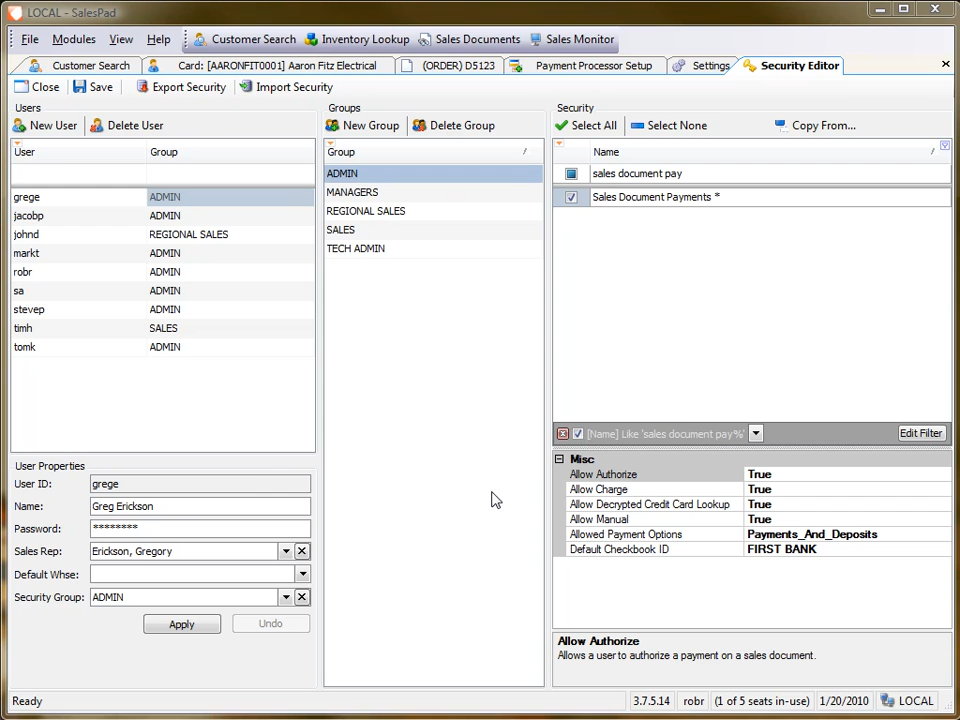 LOCAL - SalesPad
File Modules View Help Customer Search Inventory Lookup Sales Documents Sales Monitor
Customer Search Card: [AARONFIT0001] Aaron Fitz Electrical (ORDER) D5123 Payment Processor Setup Settings Security Editor
Close Save Export Security Import Security
Users
New User Delete User
User Group
grege ADMIN
jacobp ADMIN
johnd REGIONAL SALES
markt ADMIN
robr ADMIN
sa ADMIN
stevep ADMIN
timh SALES
tomk ADMIN
User Properties
User ID: grege
Name: Greg Erickson
Password: ********
Sales Rep: Erickson, Gregory
Default Whse:
Security Group: ADMIN
Apply Undo
Groups
New Group Delete Group
Group
ADMIN
MANAGERS
REGIONAL SALES
SALES
TECH ADMIN
Security
Select All Select None Copy From...
Name
sales document pay
Sales Document Payments *
[Name] Like 'sales document pay%' Edit Filter
Misc
Allow Authorize True
Allow Charge True
Allow Decrypted Credit Card Lookup True
Allow Manual True
Allowed Payment Options Payments_And_Deposits
Default Checkbook ID FIRST BANK
Allow Authorize
Allows a user to authorize a payment on a sales document.
Ready 3.7.5.14 robr (1 of 5 seats in-use) 1/20/2010 LOCAL